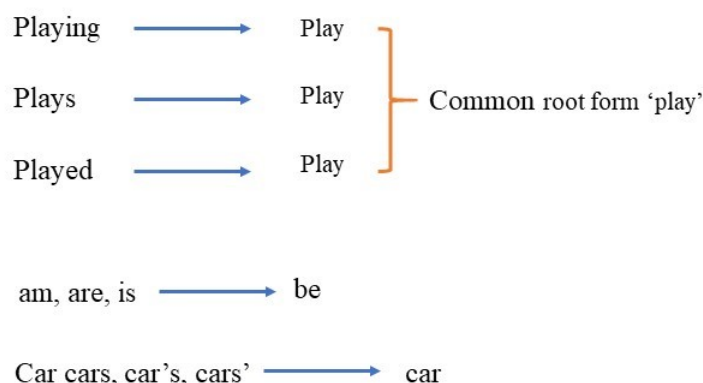 Playing Play
Plays Play Common root form ‘play’
Played Play
am, are, is be
Car cars, car’s, cars’ car